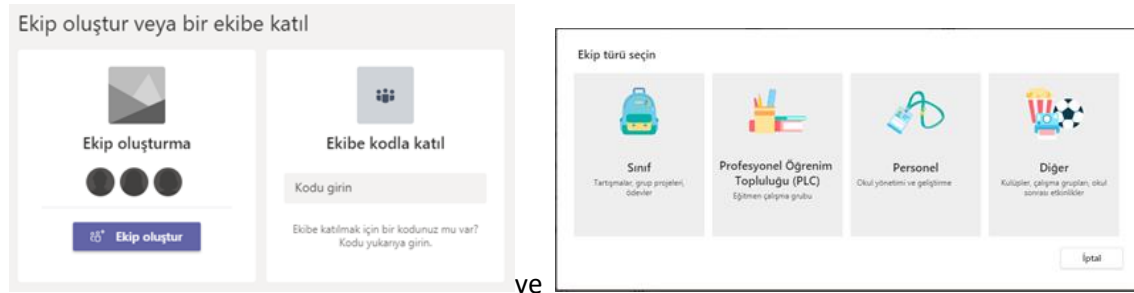 Ekip oluştur veya bir ekibe katıl
Ekip oluşturma
Ekip oluştur
Ekibe kodla katıl
Kodu girin
Ekibe katılmak için bir kodunuz mu var?
Kodu yukarıya girin.
ve
Ekip türü seçin
Sınıf
Tartışmalar, grup projeleri,
ödevler
Profesyonel Öğrenim
Topluluğu (PLC)
Eğitmen çalışma grubu
Personel
Okul yönetimi ve geliştirme
Diğer
Kulüpler, çalışma grupları, okul
sonrası etkinlikler
İptal